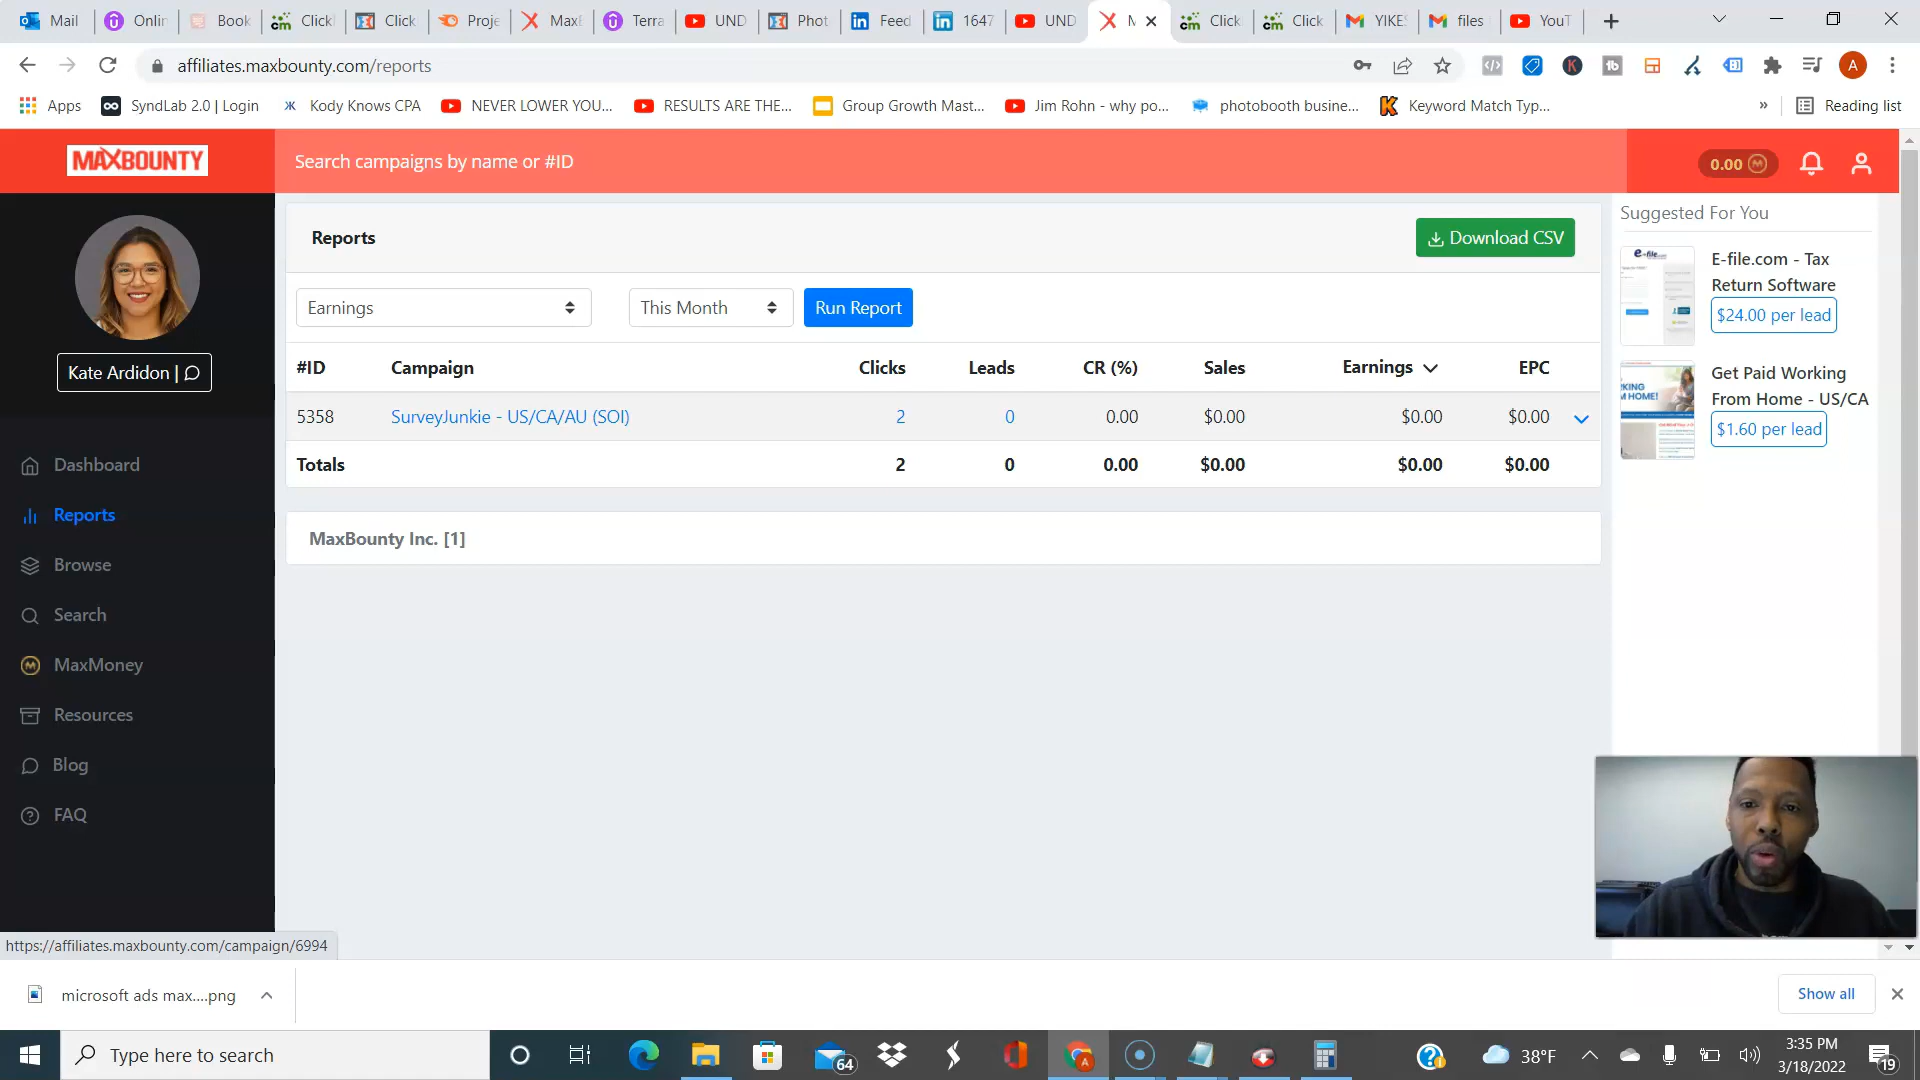 Mail
Onlin
Book
Click
Click
Proje
MaxB
Terra
UND
Phot
Feed
1647
UND
M
Click
Click
YIKES
files
YouT
affiliates.maxbounty.com/reports
A
Apps
SyndLab 2.0 | Login
Kody Knows CPA
NEVER LOWER YOU...
RESULTS ARE THE...
Group Growth Mast...
Jim Rohn - why po...
photobooth busine...
Keyword Match Typ...
»
Reading list
MAXBOUNTY
Search campaigns by name or #ID
0.00
Kate Ardidon |
Dashboard
Reports
Browse
Search
MaxMoney
Resources
Blog
FAQ
Reports
Download CSV
Earnings
This Month
Run Report
#ID Campaign Clicks Leads CR (%) Sales Earnings EPC
5358 SurveyJunkie - US/CA/AU (SOI) 2 0 0.00 $0.00 $0.00 $0.00
Totals 2 0 0.00 $0.00 $0.00 $0.00
MaxBounty Inc. [1]
Suggested For You
e-file.com
E-file.com - Tax
Return Software
$24.00 per lead
Get Paid Working
From Home - US/CA
$1.60 per lead
https://affiliates.maxbounty.com/campaign/6994
microsoft ads max....png
Show all
Type here to search
64
38°F
3:35 PM
3/18/2022
19